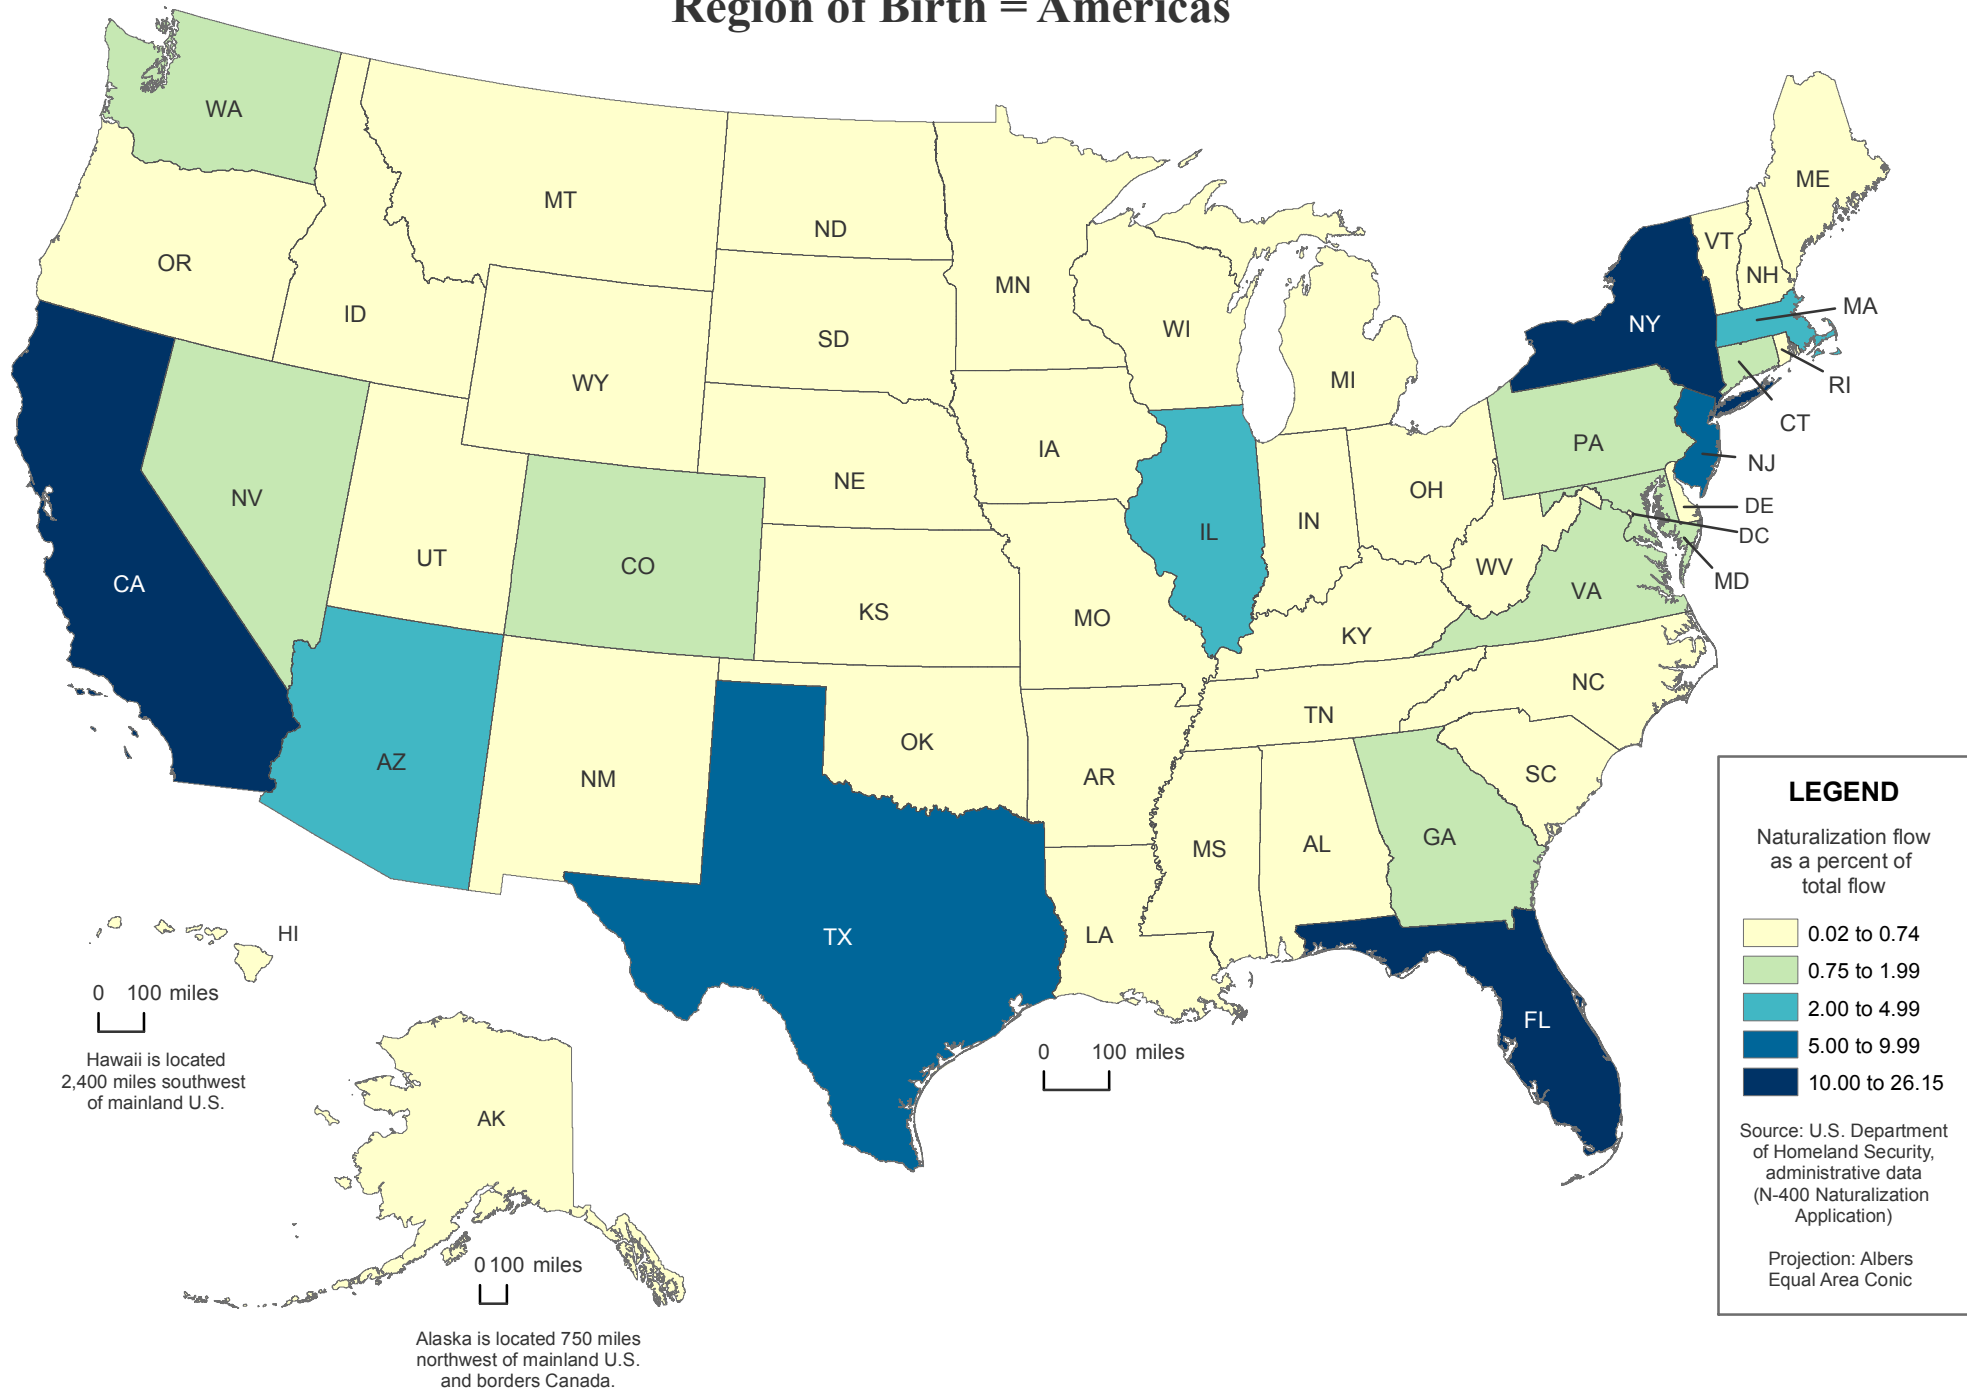 Region of Birth = Americas
WA
MT
ND
ME
OR
ID
MN
VT
NH
MA
NY
SD
WI
WY
MI
RI
CT
IA
PA
NJ
NV
NE
OH
DE
IN
IL
DC
UT
CO
WV
MD
CA
VA
KS
MO
KY
NC
TN
AZ
OK
NM
AR
SC
MS
AL
GA
HI
TX
LA
FL
AK
0 100 miles
Hawaii is located
2,400 miles southwest
of mainland U.S.
0 100 miles
0 100 miles
Alaska is located 750 miles
northwest of mainland U.S.
and borders Canada.
LEGEND
Naturalization flow
as a percent of
total flow
0.02 to 0.74
0.75 to 1.99
2.00 to 4.99
5.00 to 9.99
10.00 to 26.15
Source: U.S. Department
of Homeland Security,
administrative data
(N-400 Naturalization
Application)
Projection: Albers
Equal Area Conic